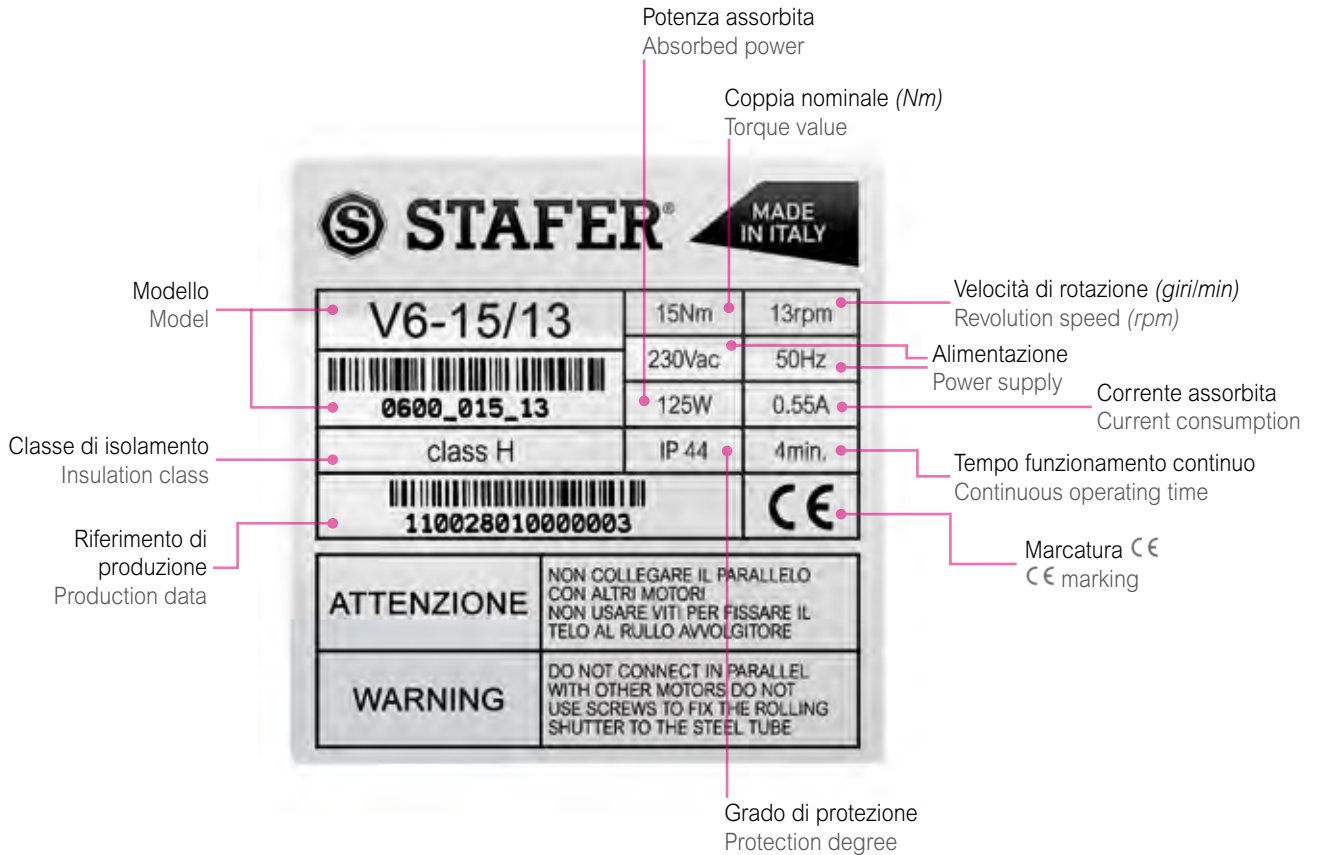 Potenza assorbita
Absorbed power
Coppia nominale (Nm)
Torque value
S STAFER®
MADE
IN ITALY
Modello
Model
V6-15/13
15Nm
13rpm
Velocità di rotazione (giri/min)
Revolution speed (rpm)
230Vac
50Hz
Alimentazione
Power supply
0600_015_13
125W
0.55A
Corrente assorbita
Current consumption
Classe di isolamento
Insulation class
class H
IP 44
4min.
Tempo funzionamento continuo
Continuous operating time
Riferimento di
produzione
Production data
110028010000003
CE
Marcatura CE
CE marking
ATTENZIONE
NON COLLEGARE IL PARALLELO
CON ALTRI MOTORI
NON USARE VITI PER FISSARE IL
TELO AL RULLO AVVOLGITORE
WARNING
DO NOT CONNECT IN PARALLEL
WITH OTHER MOTORS DO NOT
USE SCREWS TO FIX THE ROLLING
SHUTTER TO THE STEEL TUBE
Grado di protezione
Protection degree